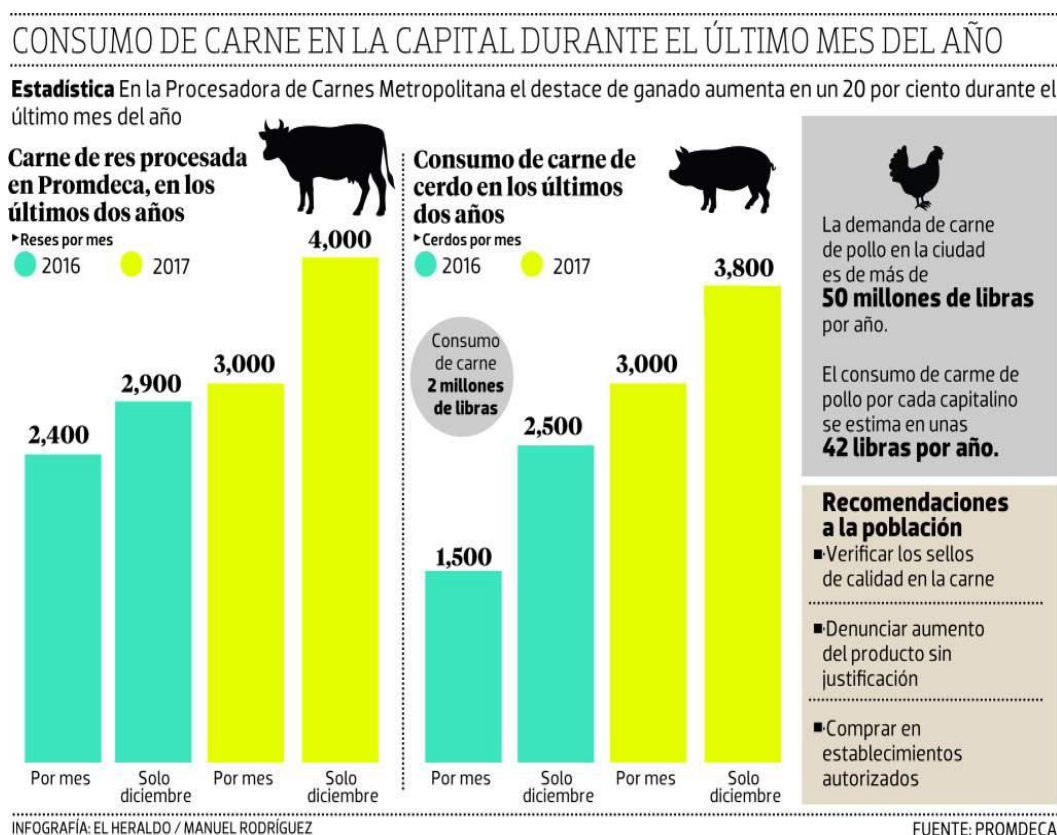 CONSUMO DE CARNE EN LA CAPITAL DURANTE EL ÚLTIMO MES DEL AÑO
Estadística En la Procesadora de Carnes Metropolitana el destace de ganado aumenta en un 20 por ciento durante el
último mes del año
Carne de res procesada
en Promdeca, en los
últimos dos años
Reses por mes
2016
2017
2,400
2,900
3,000
4,000
Por mes
Solo
diciembre
Por mes
Solo
diciembre
Consumo de carne de
cerdo en los últimos
dos años
Cerdos por mes
2016
2017
Consumo
de carne
2 millones
de libras
1,500
2,500
3,000
3,800
Por mes
Solo
diciembre
Por mes
Solo
diciembre
La demanda de carne
de pollo en la ciudad
es de más de
50 millones de libras
por año.
El consumo de carme de
pollo por cada capitalino
se estima en unas
42 libras por año.
Recomendaciones
a la población
Verificar los sellos
de calidad en la carne
Denunciar aumento
del producto sin
justificación
Comprar en
establecimientos
autorizados
INFOGRAFÍA: EL HERALDO / MANUEL RODRÍGUEZ
FUENTE: PROMDECA